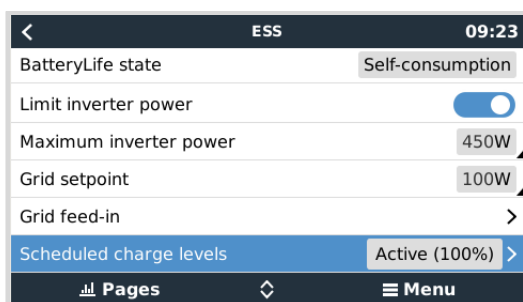 ESS 09:23
BatteryLife state Self-consumption
Limit inverter power
Maximum inverter power 450W
Grid setpoint 100W
Grid feed-in
Scheduled charge levels Active (100%)
Pages Menu